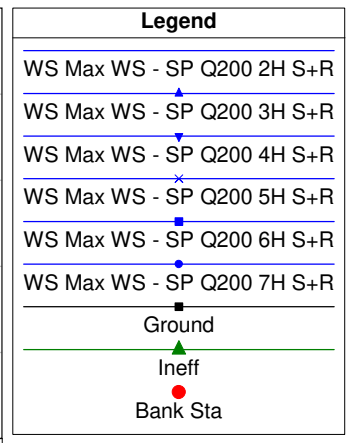 Legend
WS Max WS - SP Q200 2H S+R
WS Max WS - SP Q200 3H S+R
WS Max WS - SP Q200 4H S+R
WS Max WS - SP Q200 5H S+R
WS Max WS - SP Q200 6H S+R
WS Max WS - SP Q200 7H S+R
Ground
Ineff
Bank Sta